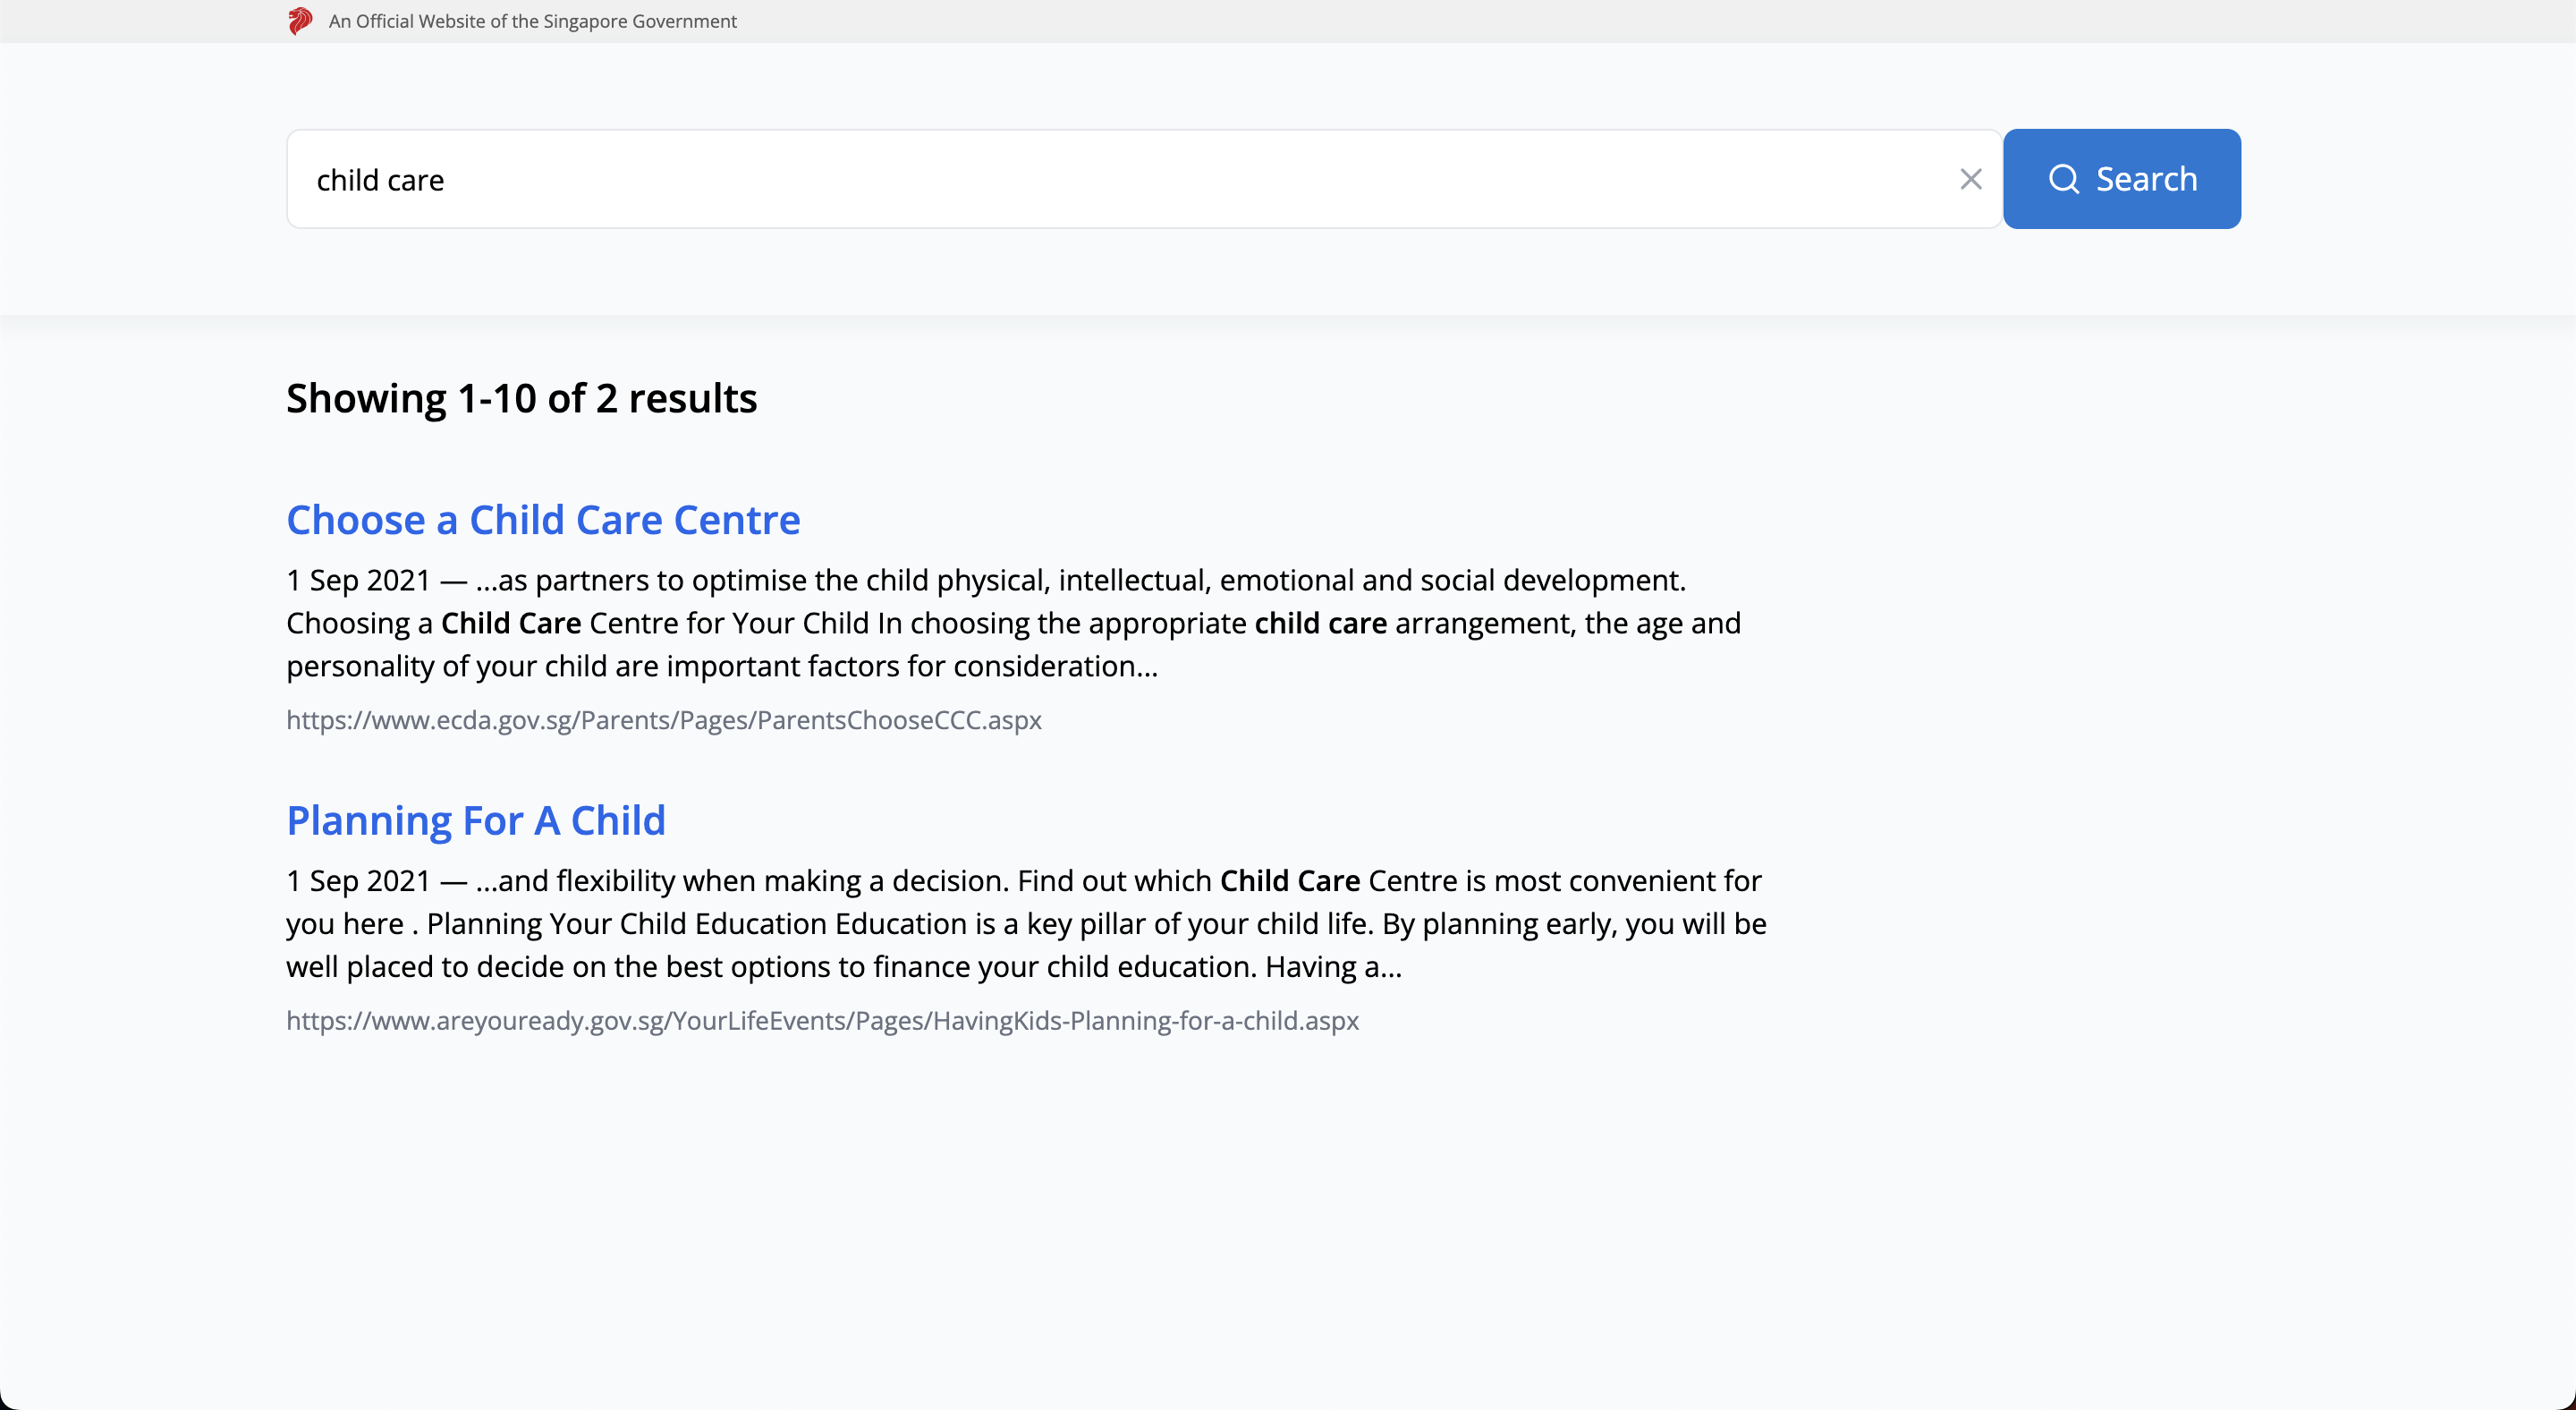 An Official Website of the Singapore Government
child care
Search
Showing 1-10 of 2 results
Choose a Child Care Centre
1 Sep 2021 — ...as partners to optimise the child physical, intellectual, emotional and social development.
Choosing a Child Care Centre for Your Child In choosing the appropriate child care arrangement, the age and
personality of your child are important factors for consideration...
https://www.ecda.gov.sg/Parents/Pages/ParentsChooseCCC.aspx
Planning For A Child
1 Sep 2021 — ...and flexibility when making a decision. Find out which Child Care Centre is most convenient for
you here . Planning Your Child Education Education is a key pillar of your child life. By planning early, you will be
well placed to decide on the best options to finance your child education. Having a...
https://www.areyouready.gov.sg/YourLifeEvents/Pages/HavingKids-Planning-for-a-child.aspx